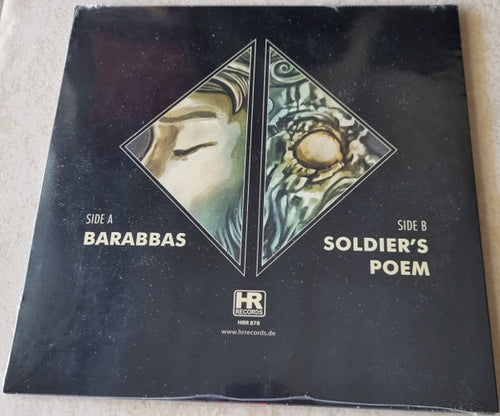 SIDE A
BARABBAS
SIDE B
SOLDIER'S
POEM
HR
RECORDS
HRR 878
www.hrrecords.de